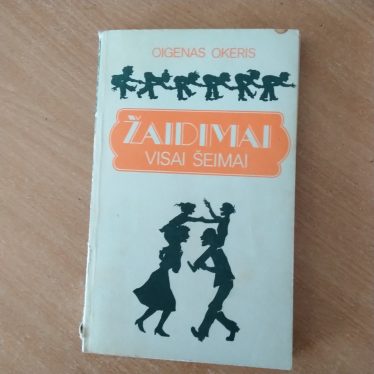 OIGENAS OKERIS
ŽAIDIMAI
VISAI ŠEIMAI